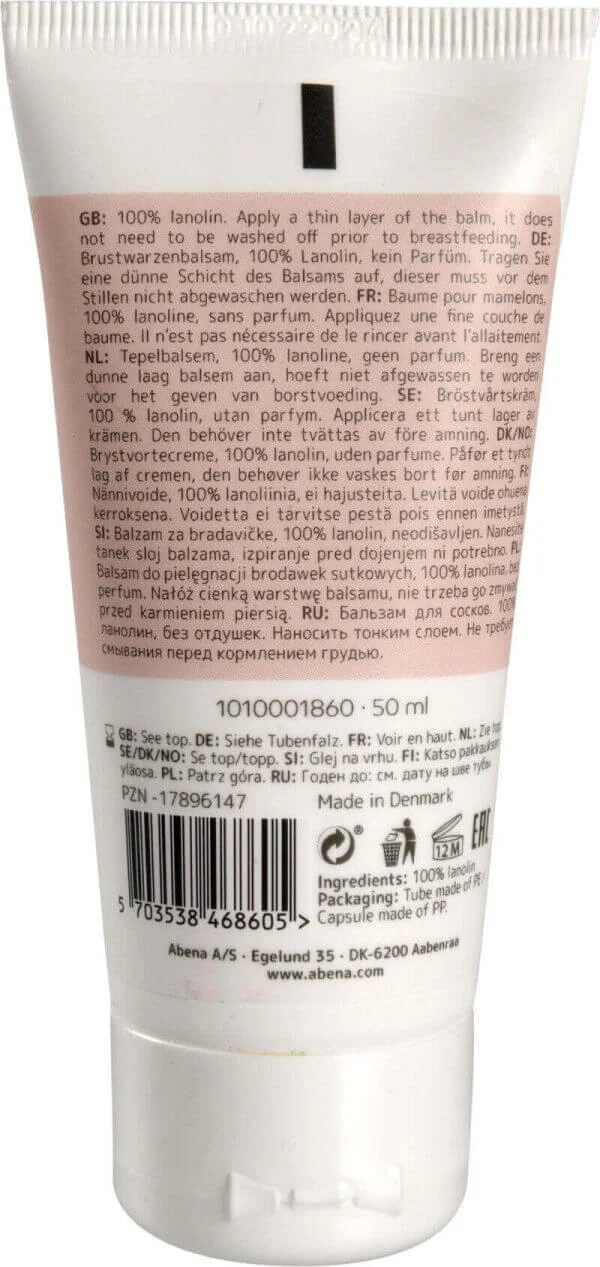 GB: 100% lanolin. Apply a thin layer of the balm, it does
not need to be washed off prior to breastfeeding. DE:
Brustwarzenbalsam, 100% Lanolin, kein Parfüm. Tragen Sie
eine dünne Schicht des Balsams auf, dieser muss vor dem
Stillen nicht abgewaschen werden. FR: Baume pour mamelons,
100% lanoline, sans parfum. Appliquez une fine couche de
baume. Il n'est pas nécessaire de le rincer avant l'allaitement.
NL: Tepelbalsem, 100% lanoline, geen parfum. Breng een
dunne laag balsem aan, hoeft niet afgewassen te worden
voor het geven van borstvoeding. SE: Bröstvårtskräm,
100 % lanolin, utan parfym. Applicera ett tunt lager av
krämen. Den behöver inte tvättas av före amning. DK/NO:
Brystvortecreme, 100% lanolin, uden parfume. Påfør et tyndt
lag af cremen, den behøver ikke vaskes bort før amning. FI:
Nännivoide, 100% lanoliinia, ei hajusteita. Levitä voide ohuena
kerroksena. Voidetta ei tarvitse pestä pois ennen imetystä.
SI: Balzam za bradavičke, 100% lanolin, neodišavljen. Nanesite
tanek sloj balzama, izpiranje pred dojenjem ni potrebno. PL:
Balsam do pielęgnacji brodawek sutkowych, 100% lanolina, bez
perfum. Nałóż cienką warstwę balsamu, nie trzeba go zmywać
przed karmieniem piersią. RU: Бальзам для сосков. 100%
ланолин, без отдушек. Наносить тонким слоем. Не требует
смывания перед кормлением грудью.
1010001860 · 50 ml
GB: See top. DE: Siehe Tubenfalz. FR: Voir en haut. NL: Zie top.
SE/DK/NO: Se top/topp. SI: Glej na vrhu. FI: Katso pakkauksen
yläosa. PL: Patrz góra. RU: Годен до: см. дату на шве тубы
PZN -17896147
Made in Denmark
®
12M
EAC
Ingredients: 100% lanolin
Packaging: Tube made of PE
Capsule made of PP.
5 703538 468605 >
Abena A/S · Egelund 35 · DK-6200 Aabenraa
www.abena.com